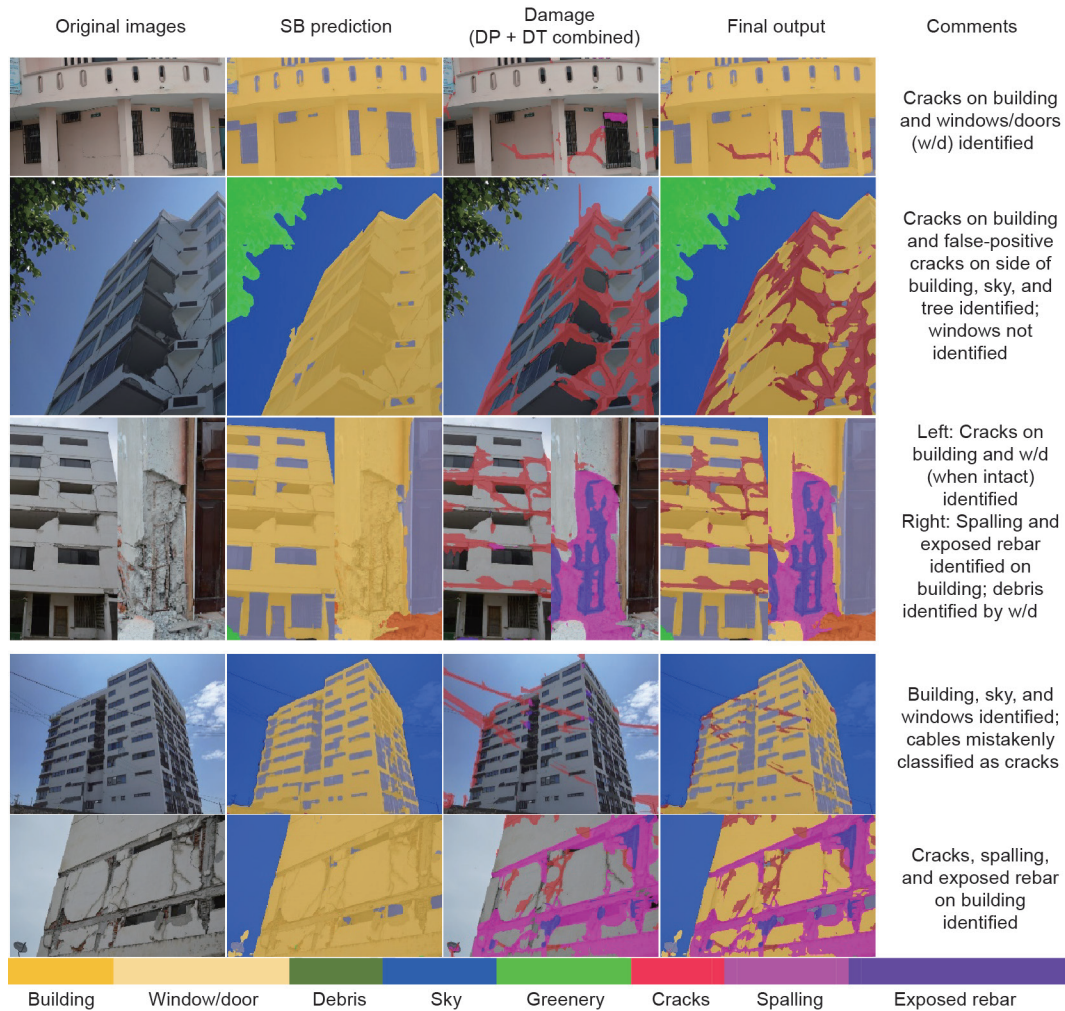 Original images
SB prediction
Damage
(DP + DT combined)
Final output
Comments
Cracks on building
and windows/doors
(w/d) identified
Cracks on building
and false-positive
cracks on side of
building, sky, and
tree identified;
windows not
identified
Left: Cracks on
building and w/d
(when intact)
identified
Right: Spalling and
exposed rebar
identified on
building; debris
identified by w/d
Building, sky, and
windows identified;
cables mistakenly
classified as cracks
Cracks, spalling,
and exposed rebar
on building
identified
Building
Window/door
Debris
Sky
Greenery
Cracks
Spalling
Exposed rebar